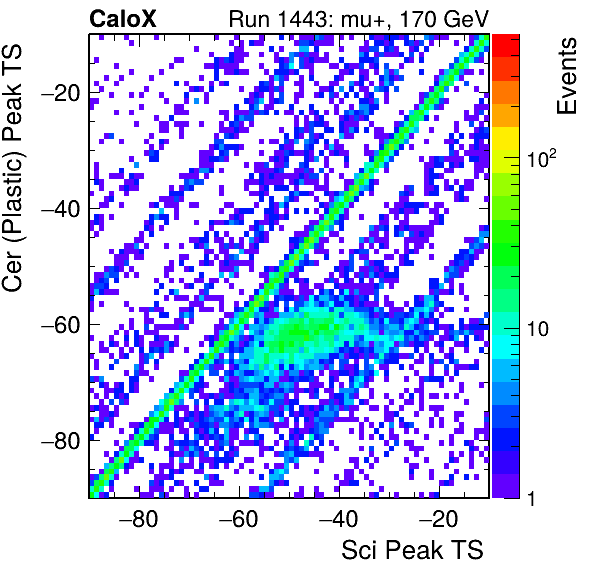 CaloX Run 1443: mu+, 170 GeV
Cer (Plastic) Peak TS
−20
−40
−60
−80
−80 −60 −40 −20
Sci Peak TS
Events
10²
10
1